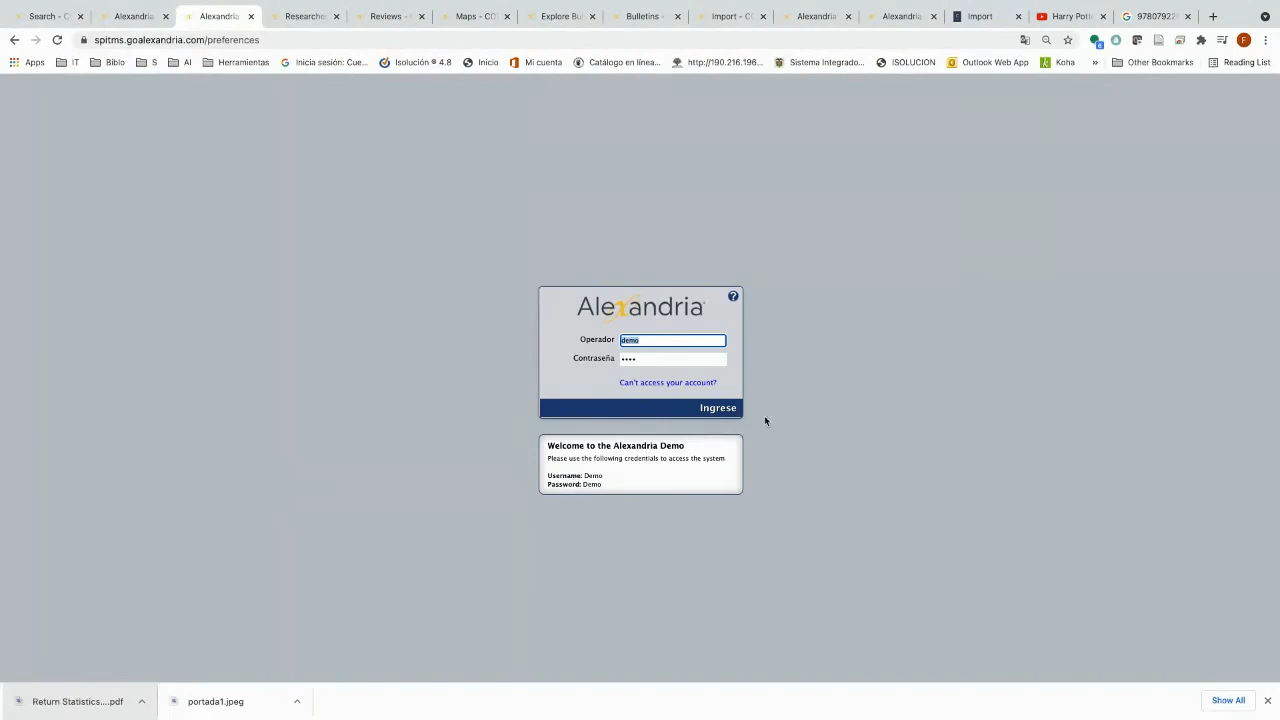 Search - C
Alexandria
Alexandria
Researche
Reviews -
Maps - CO
Explore Bu
Bulletins -
Import - CO
Alexandria
Alexandria
Import
Harry Pott
97807922
spitms.goalexandria.com/preferences
Apps
IT
Biblio
S
AI
Herramientas
Inicia sesión: Cue...
Isolución ® 4.8
Inicio
Mi cuenta
Catálogo en línea...
http://190.216.196...
Sistema Integrado...
ISOLUCION
Outlook Web App
Koha
»
Other Bookmarks
Reading List
Alexandria
?
Operador demo
Contraseña ••••
Can't access your account?
Ingrese
Welcome to the Alexandria Demo
Please use the following credentials to access the system
Username: Demo
Password: Demo
Return Statistics....pdf
portada1.jpeg
Show All